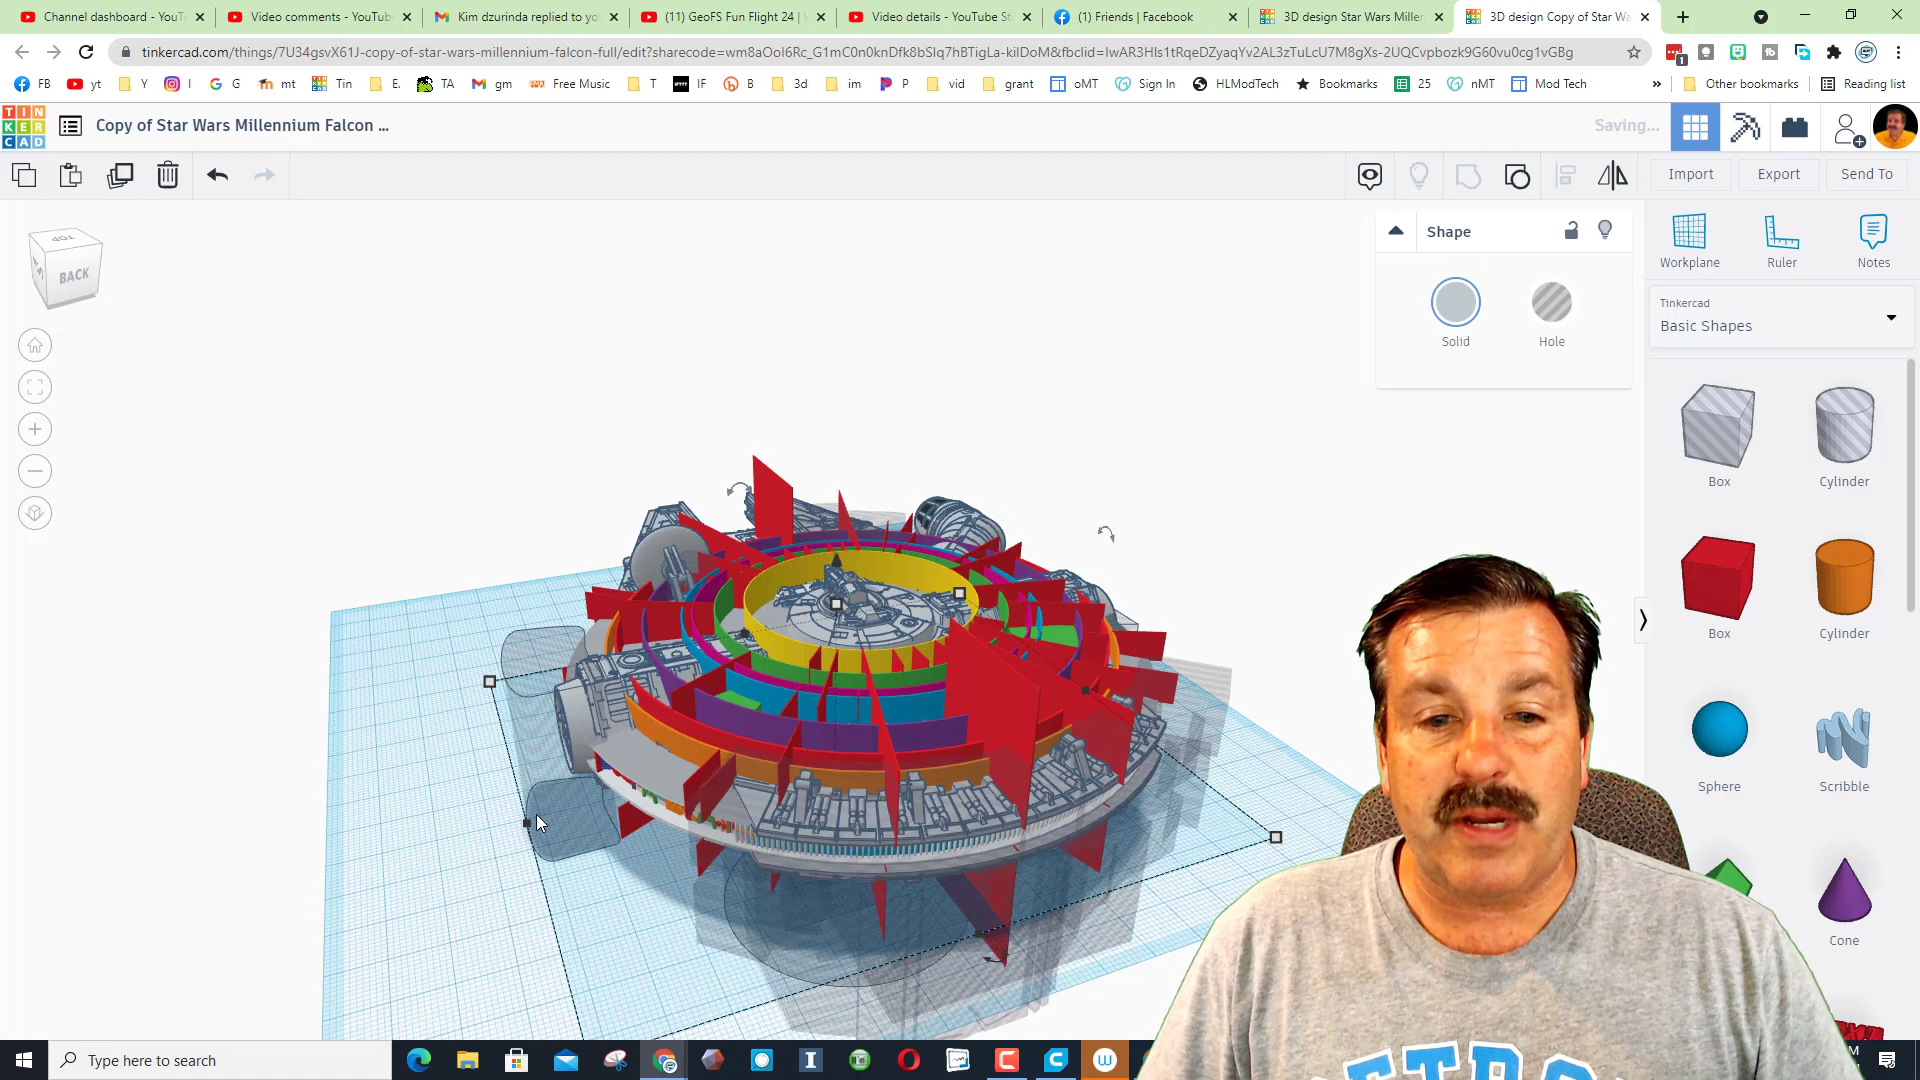 Channel dashboard - YouT
Video comments - YouTub
Kim dzurinda replied to yo
(11) GeoFS Fun Flight 24 |
Video details - YouTube St
(1) Friends | Facebook
3D design Star Wars Miller
3D design Copy of Star Wa
tinkercad.com/things/7U34gsvX61J-copy-of-star-wars-millennium-falcon-full/edit?sharecode=
FB yt Y I G mt Tin E. TA gm Free Music T IF B 3d im P vid grant oMT Sign In HLModTech Bookmarks 25 nMT Mod Tech » Other bookmarks Reading list
TIN
KER
CAD
Copy of Star Wars Millennium Falcon ...
Saving...
Import Export Send To
TOP
BACK
Shape
Solid Hole
Workplane Ruler Notes
Tinkercad
Basic Shapes
Box Cylinder
Box Cylinder
Sphere Scribble
Cone
Type here to search